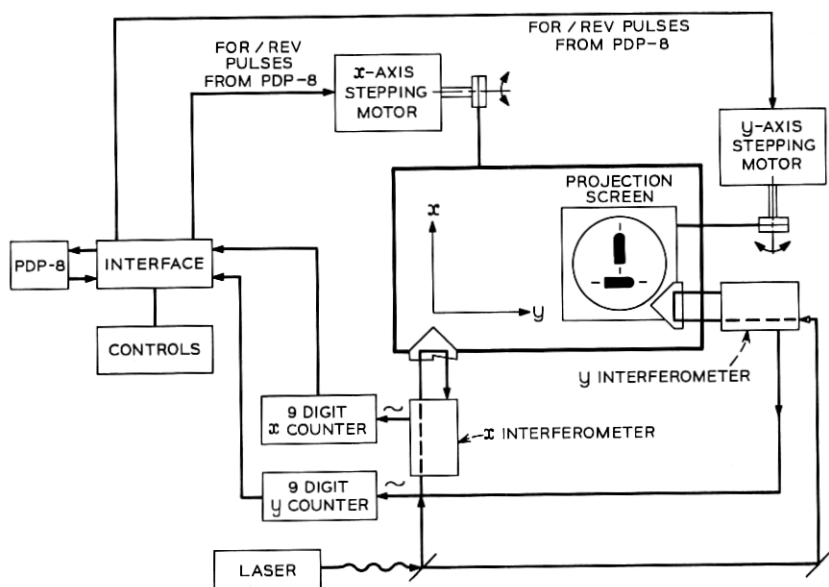 FOR / REV
PULSES
FROM PDP-8
FOR / REV PULSES
FROM PDP-8
x-AXIS
STEPPING
MOTOR
y-AXIS
STEPPING
MOTOR
PROJECTION
SCREEN
x
y
PDP-8
INTERFACE
CONTROLS
y INTERFEROMETER
9 DIGIT
x COUNTER
~
x INTERFEROMETER
9 DIGIT
y COUNTER
~
LASER